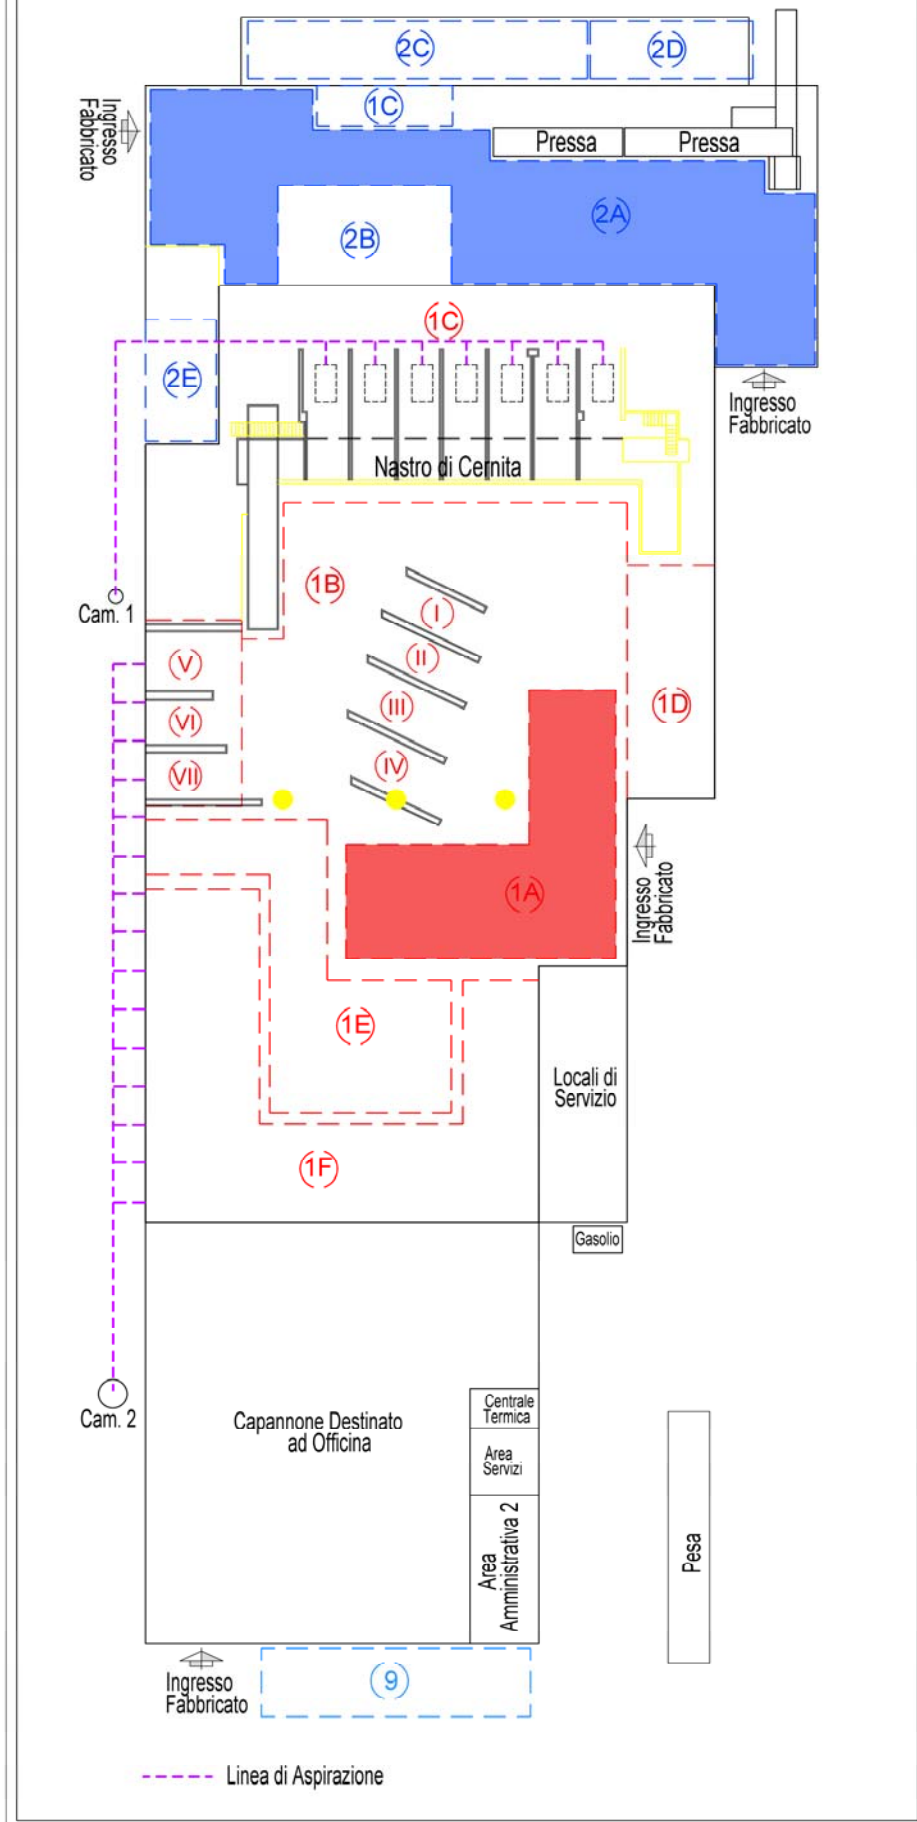 2C
2D
1C
Ingresso
Fabbricato
Pressa
Pressa
2A
2B
1C
2E
Ingresso
Fabbricato
Nastro di Cernita
1B
I
Cam. 1
II
V
III
1D
VI
IV
VII
Ingresso
Fabbricato
1A
1E
Locali di
Servizio
1F
Gasolio
Cam. 2
Capannone Destinato
ad Officina
Centrale
Termica
Area
Servizi
Area
Amministrativa 2
Pesa
Ingresso
Fabbricato
9
Linea di Aspirazione